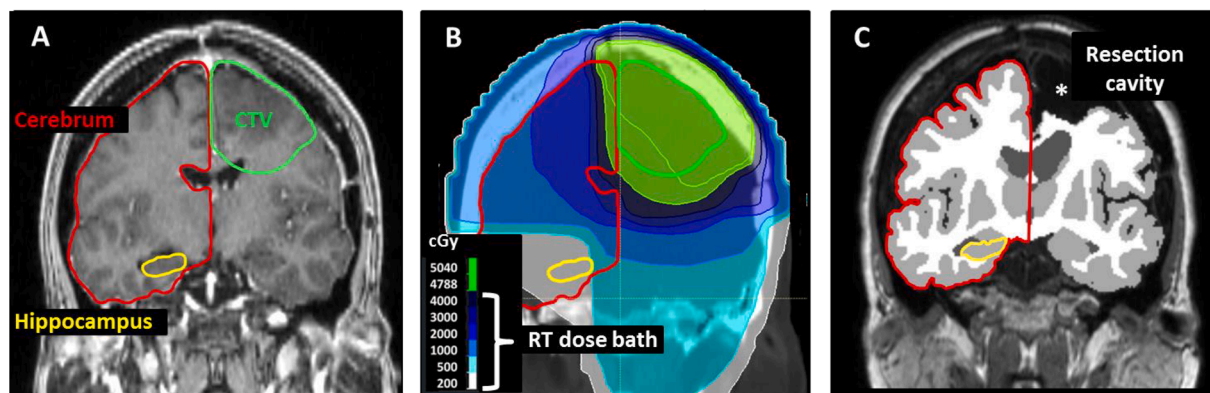 A
Cerebrum
CTV
Hippocampus
B
cGy
5040
4788
4000
3000
2000
1000
500
200
RT dose bath
C
Resection
cavity
*